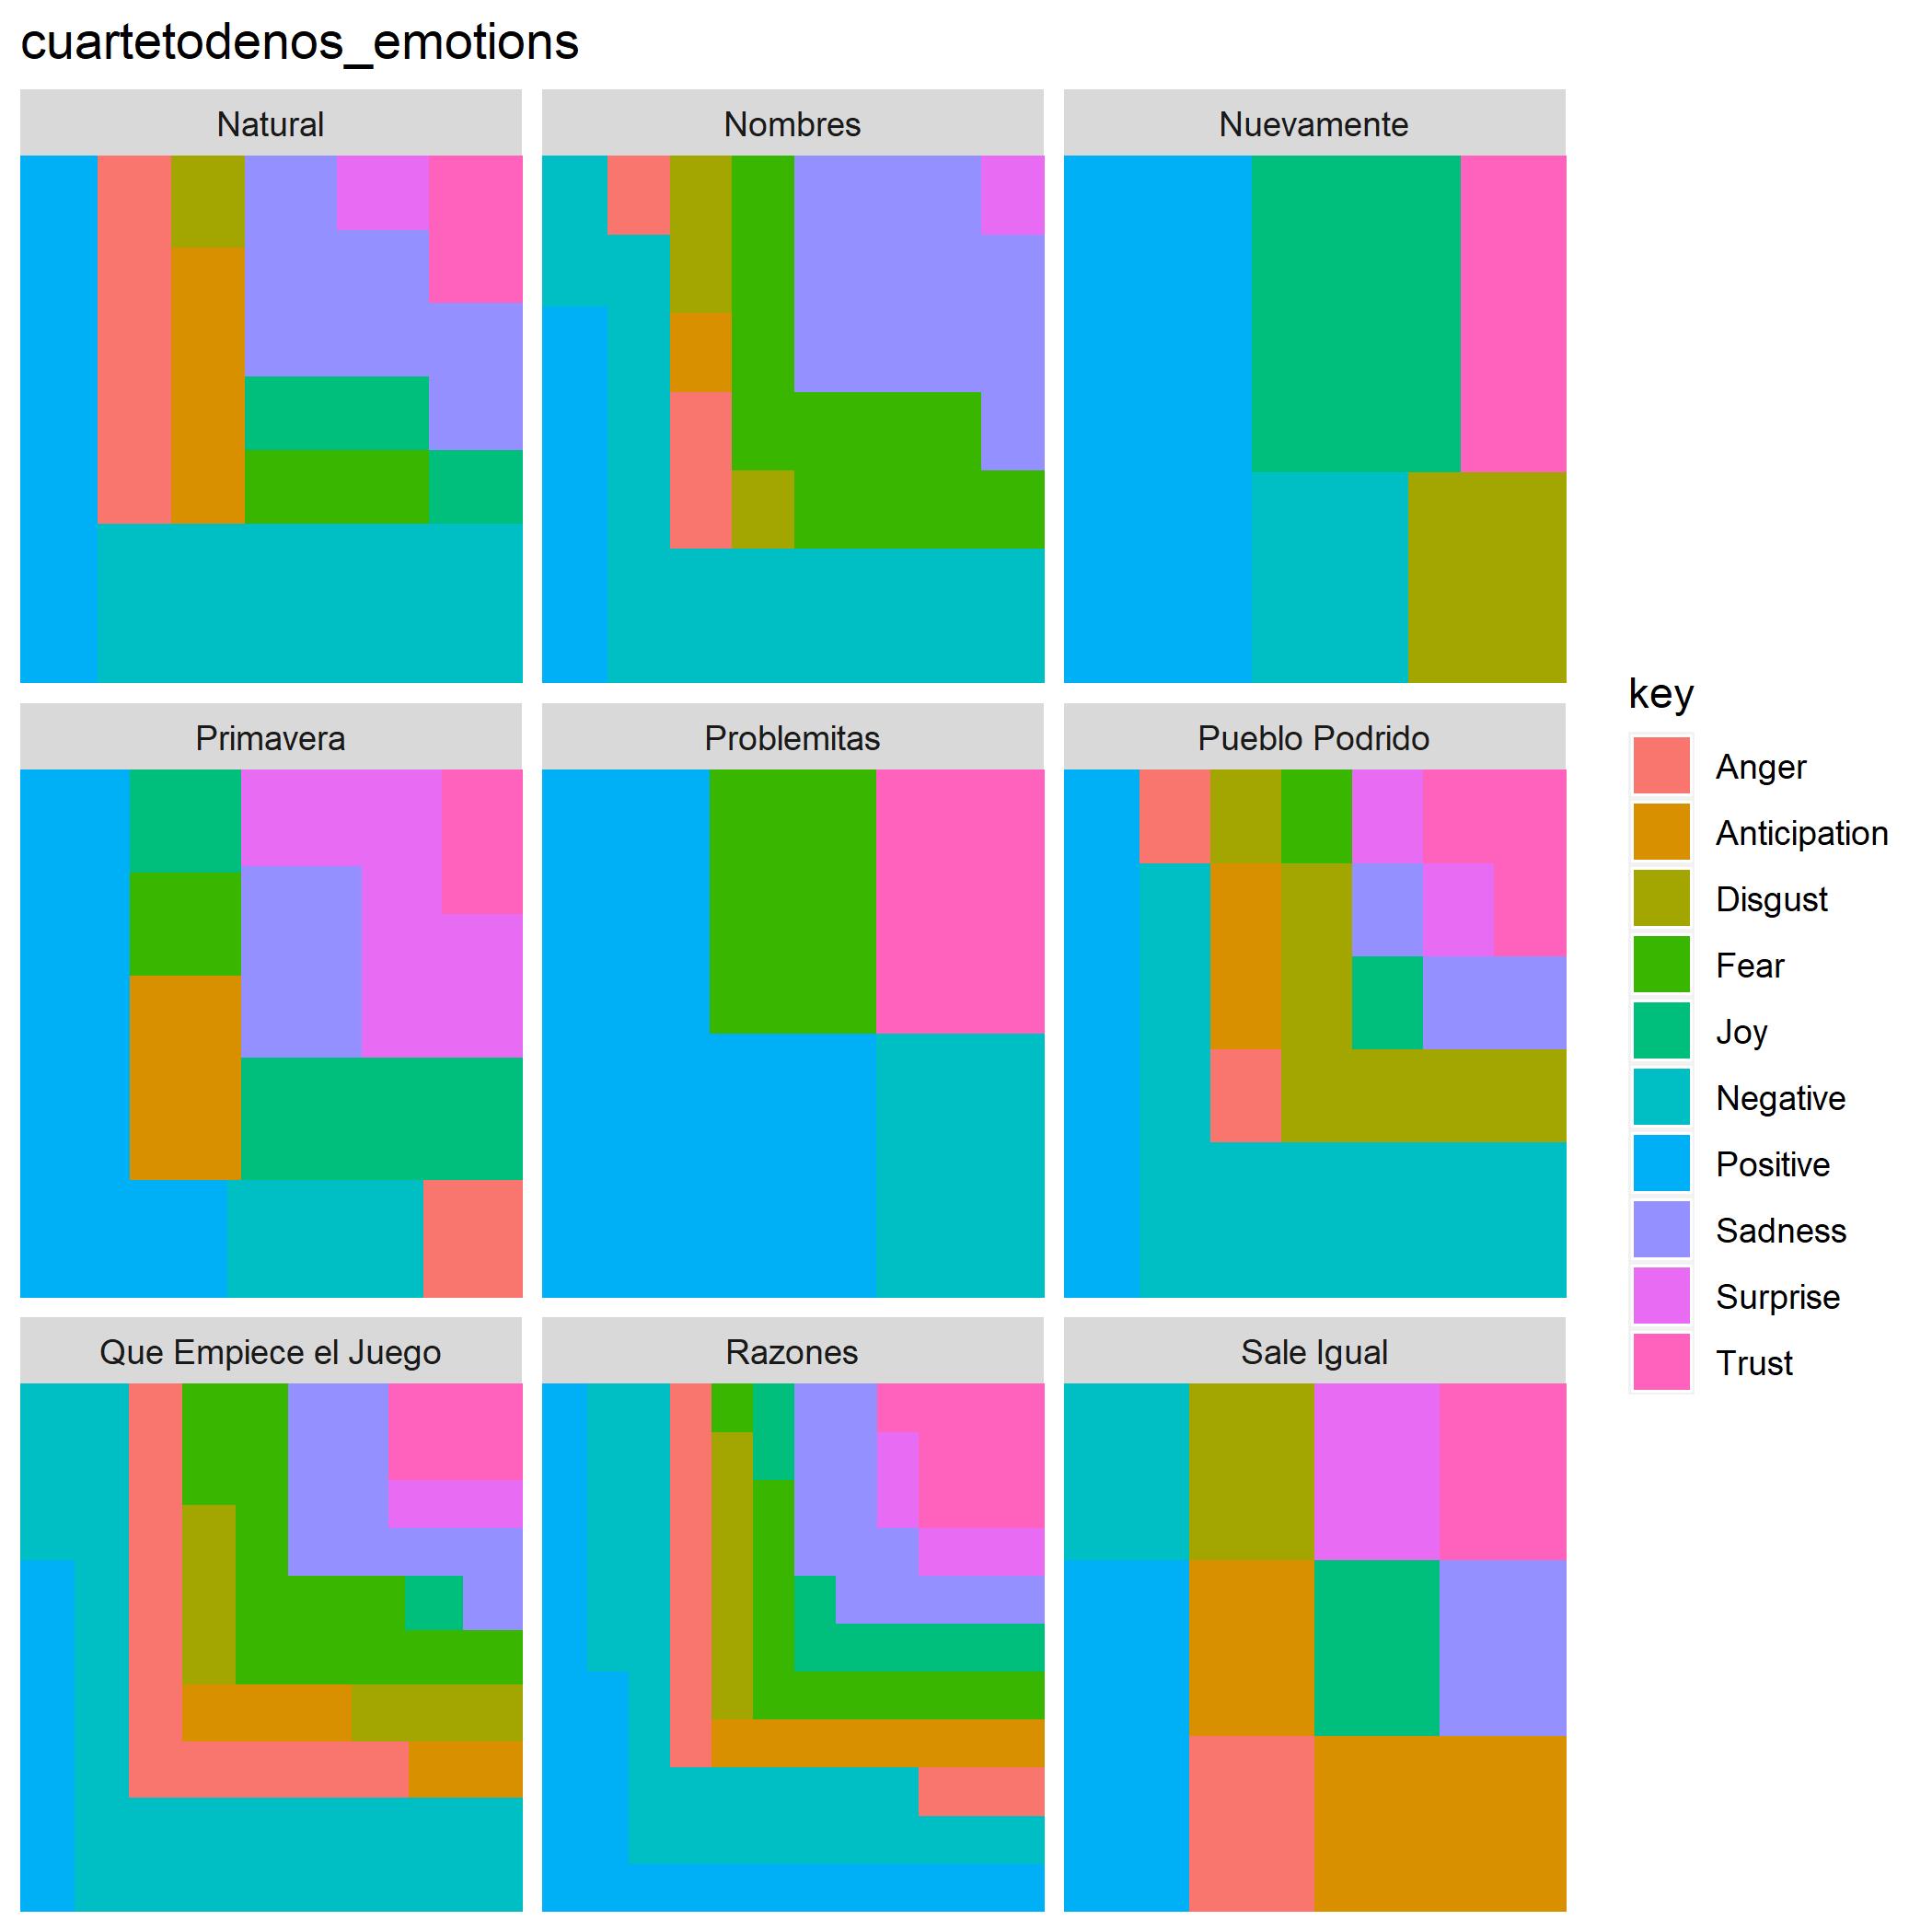 cuartetodenos_emotions
Natural
Nombres
Nuevamente
Primavera
Problemitas
Pueblo Podrido
Que Empiece el Juego
Razones
Sale Igual
key
Anger
Anticipation
Disgust
Fear
Joy
Negative
Positive
Sadness
Surprise
Trust